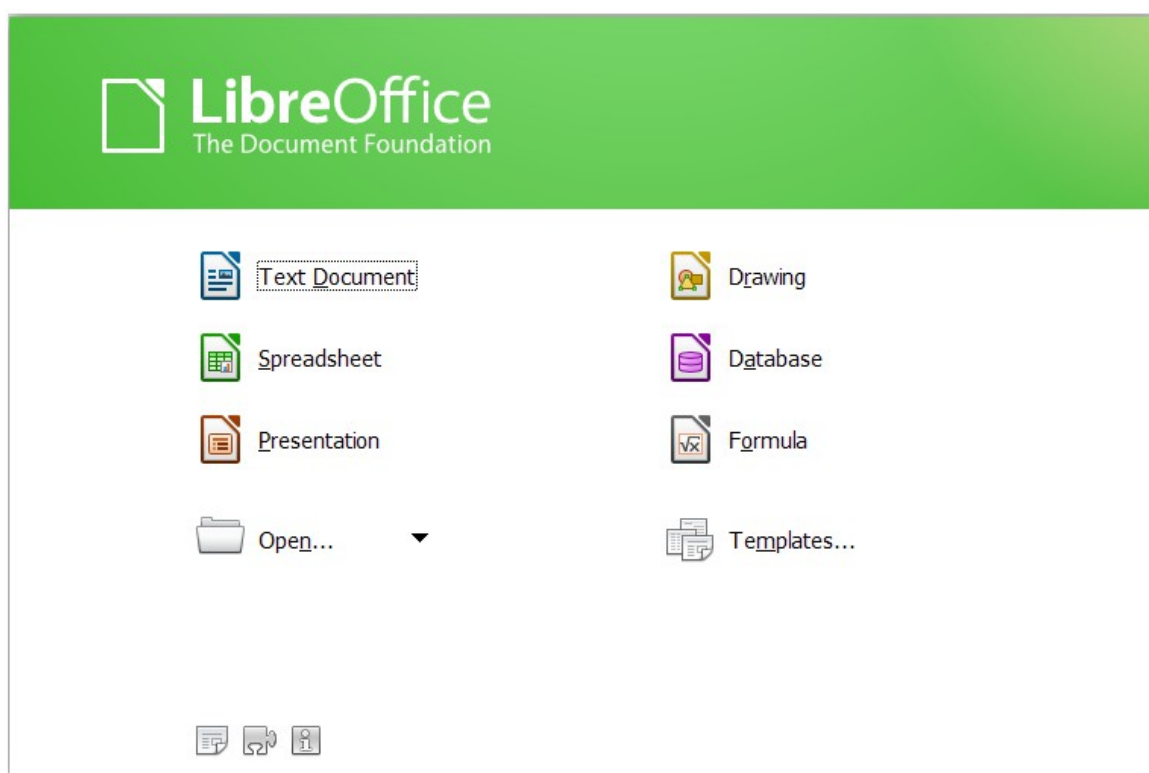 LibreOffice
The Document Foundation
Text Document
Drawing
Spreadsheet
Database
Presentation
Formula
Open...
Templates...